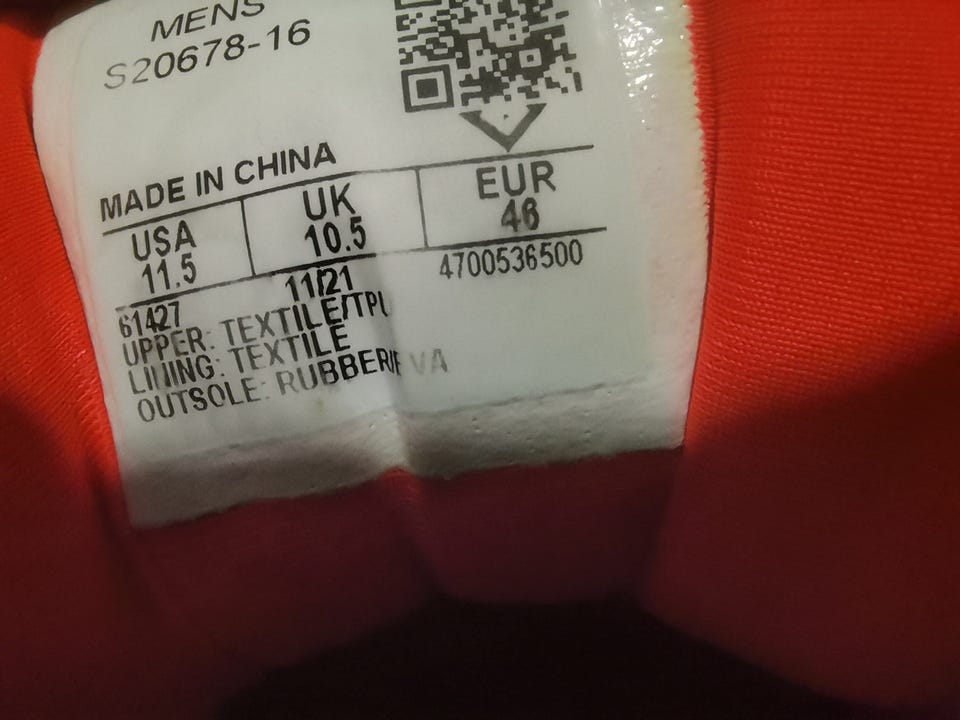 MENS
S20678-16
MADE IN CHINA
USA UK EUR
11.5 10.5 46
61427 11/21 4700536500
UPPER: TEXTILE/TPU
LINING: TEXTILE
OUTSOLE: RUBBER/EVA